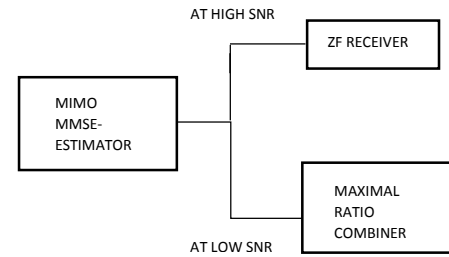 AT HIGH SNR
ZF RECEIVER
MIMO
MMSE-
ESTIMATOR
MAXIMAL
RATIO
COMBINER
AT LOW SNR